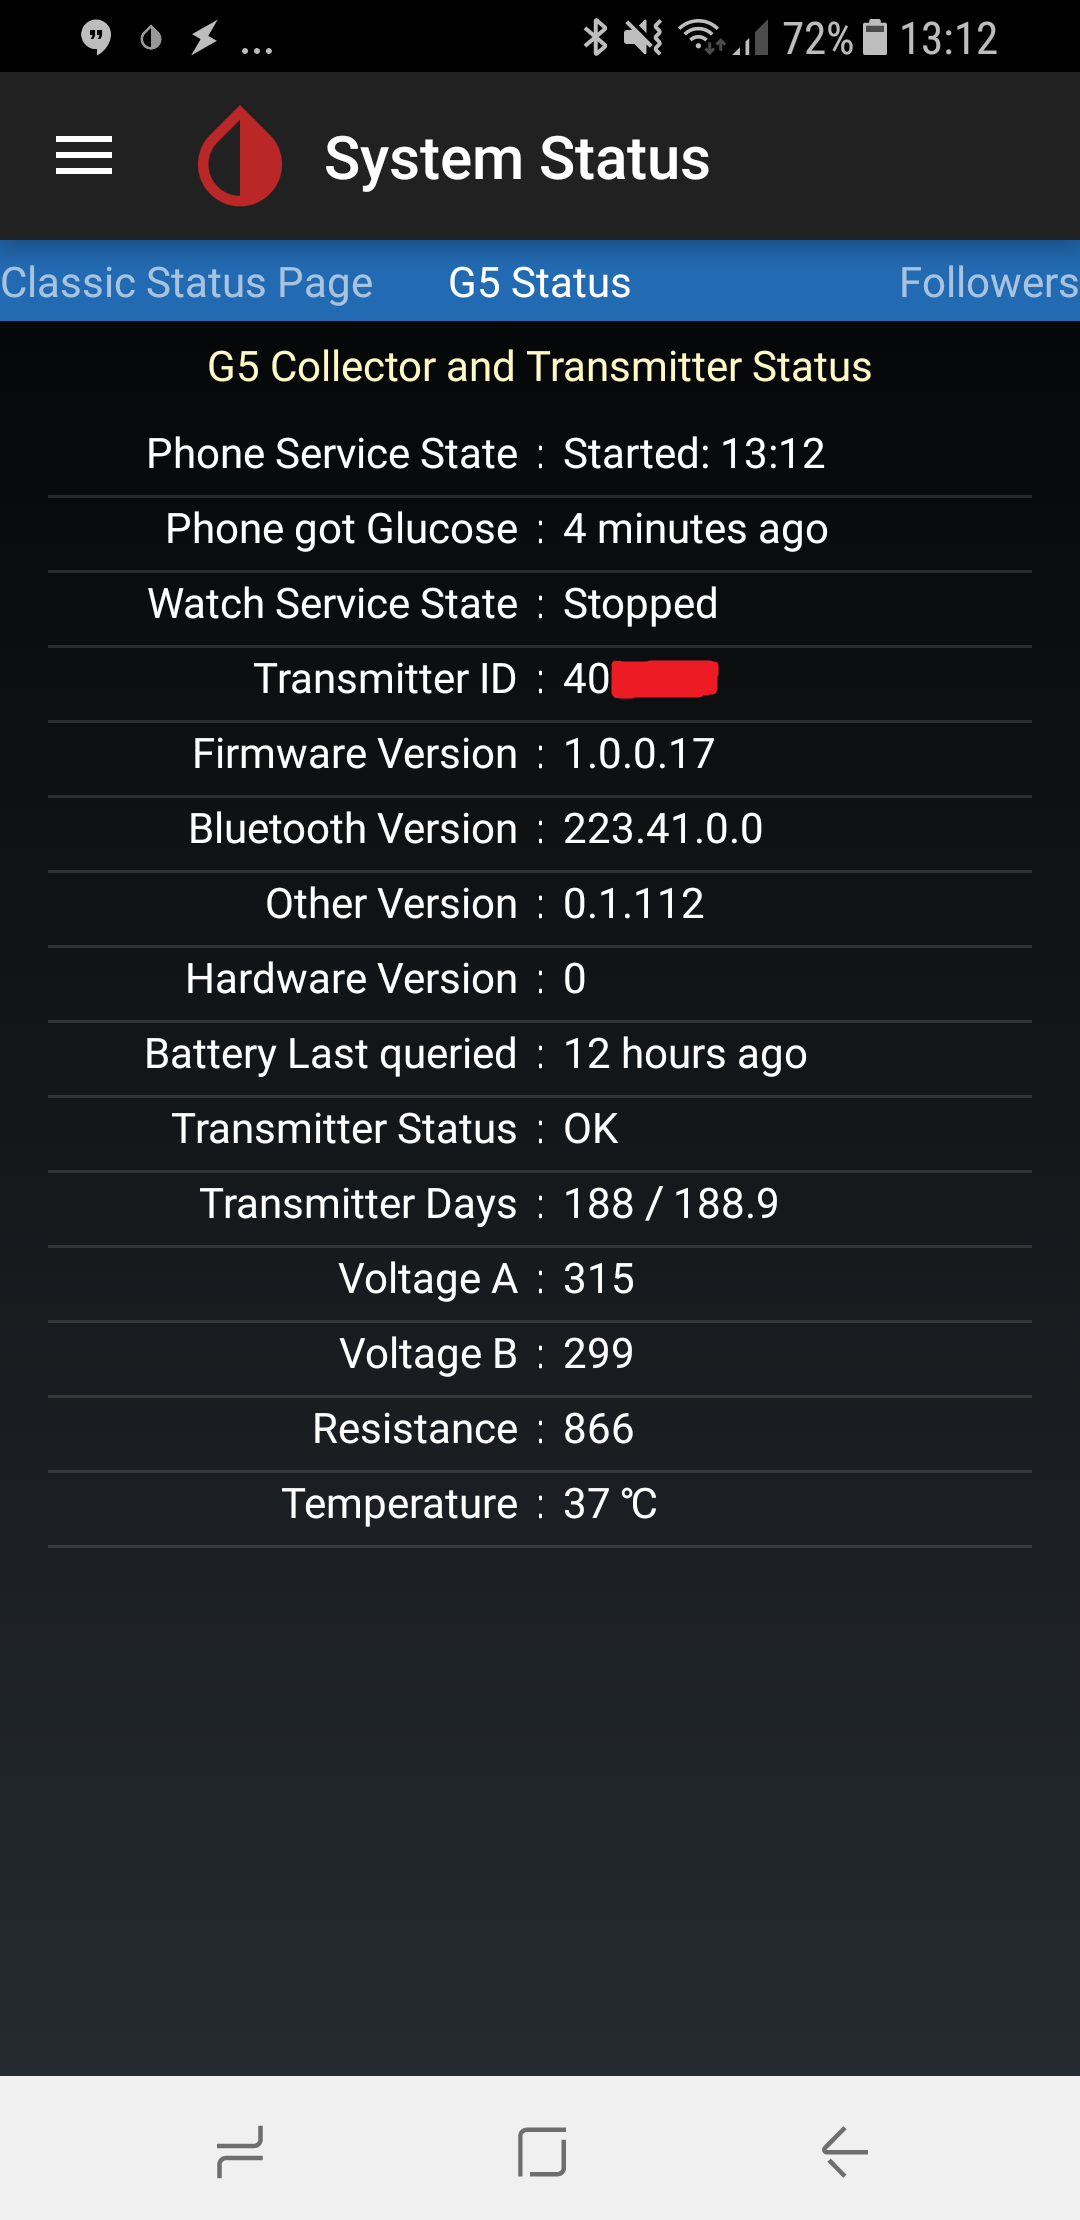 ... 72% 13:12
System Status
Classic Status Page G5 Status Followers
G5 Collector and Transmitter Status
Phone Service State : Started: 13:12
Phone got Glucose : 4 minutes ago
Watch Service State : Stopped
Transmitter ID : 40
Firmware Version : 1.0.0.17
Bluetooth Version : 223.41.0.0
Other Version : 0.1.112
Hardware Version : 0
Battery Last queried : 12 hours ago
Transmitter Status : OK
Transmitter Days : 188 / 188.9
Voltage A : 315
Voltage B : 299
Resistance : 866
Temperature : 37 ℃